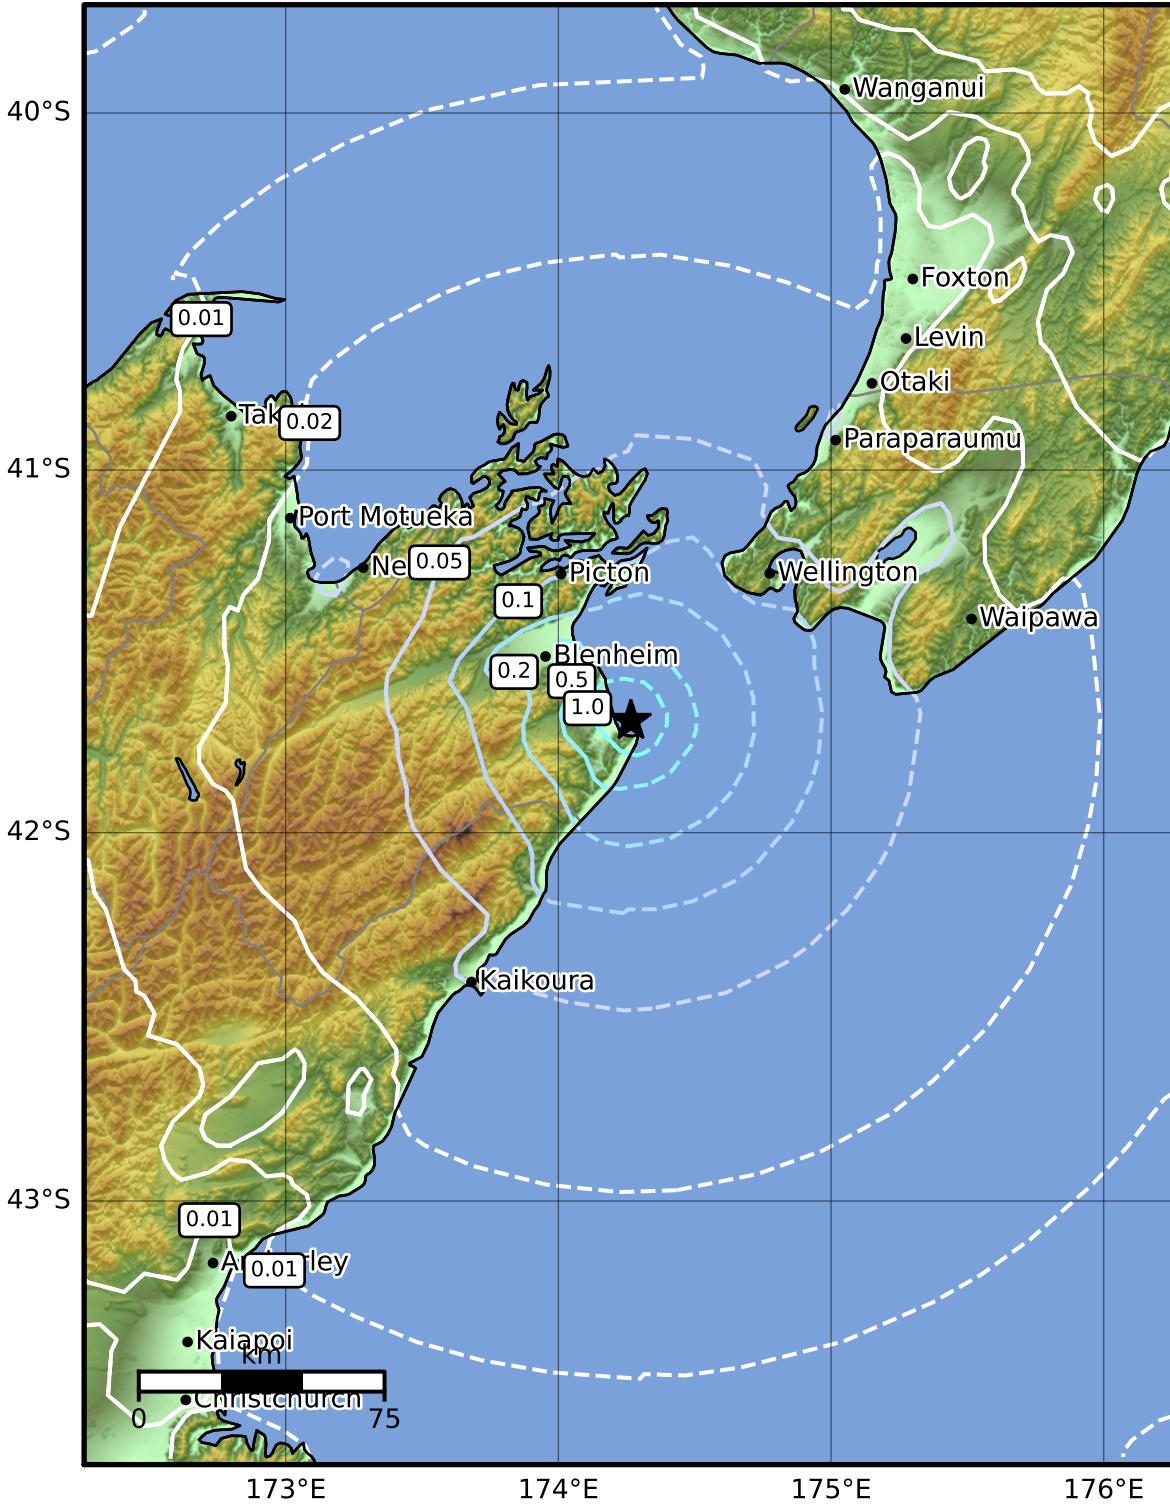 Wanganui
40°S
Foxton
0.01
Levin
Otaki
Tak
0.02
Paraparaumu
41°S
Port Motueka
Ne
0.05
Picton
Wellington
0.1
Waipawa
Blenheim
0.2
0.5
1.0
42°S
Kaikoura
43°S
0.01
0.01
Kaiapoi
km
Christchurch
0
75
173°E
174°E
175°E
176°E